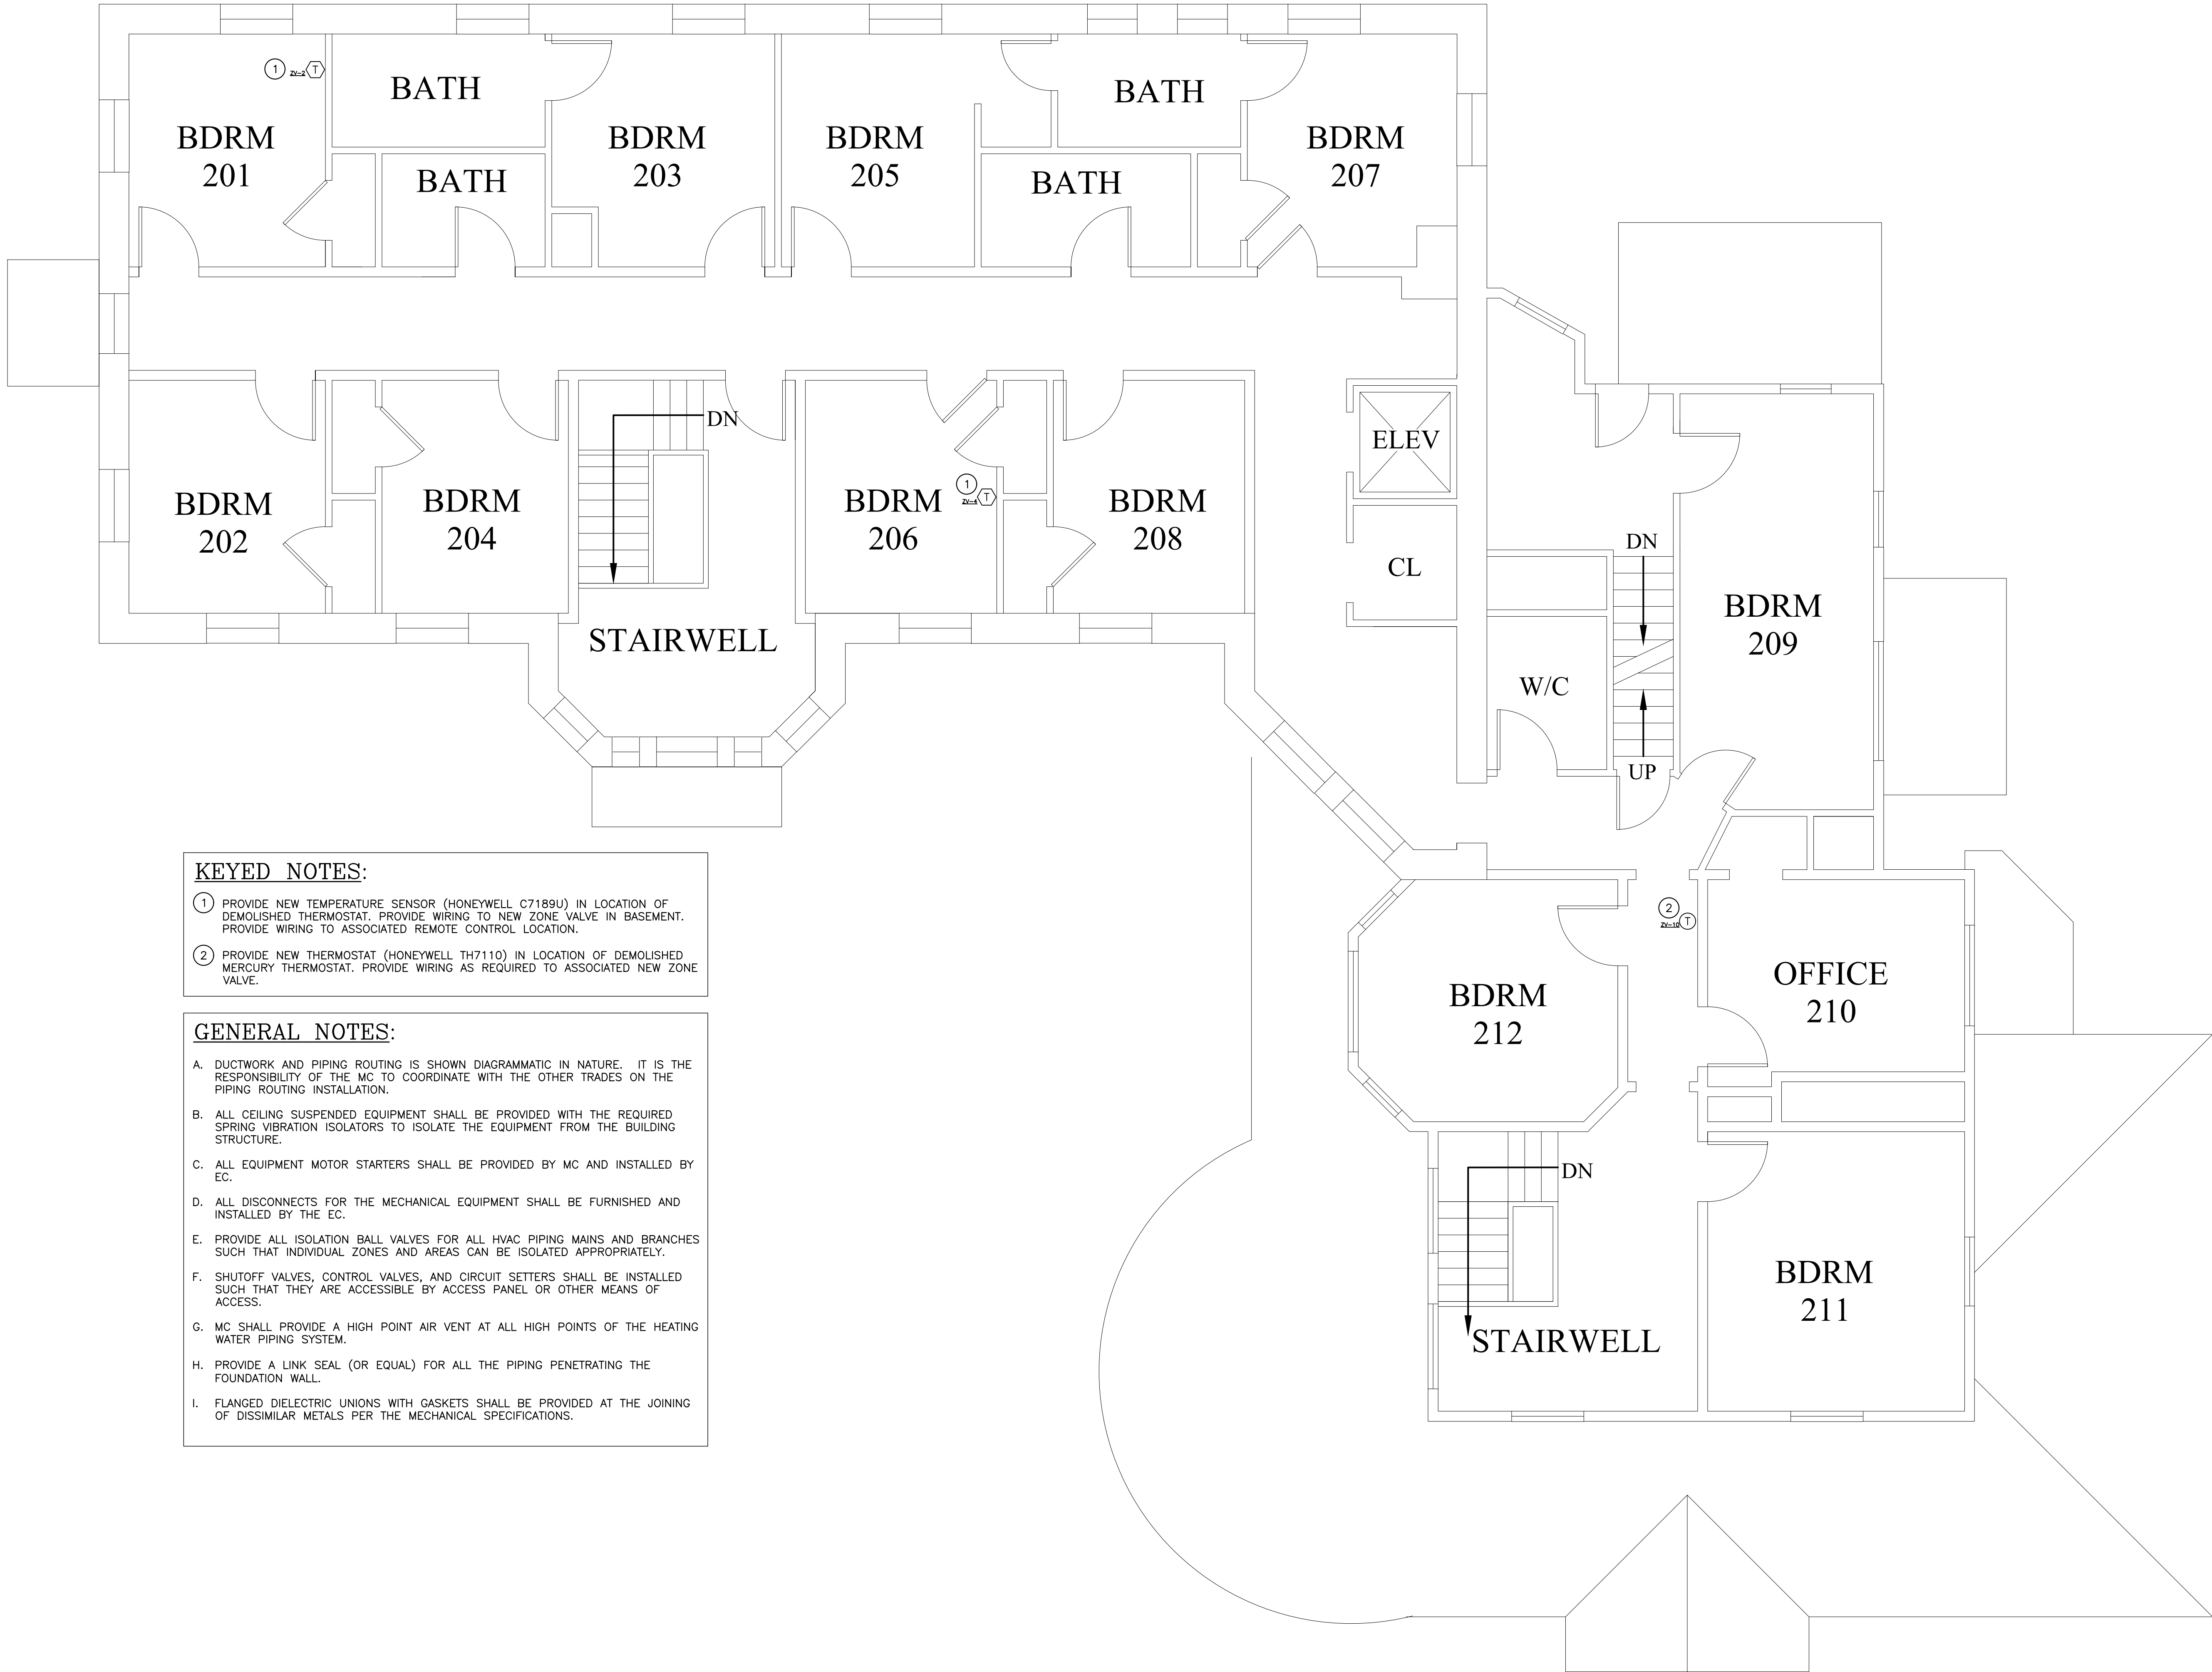 1 ZV-2 T
BATH
BATH
BDRM
201
BDRM
203
BDRM
205
BDRM
207
BATH
BATH
DN
ELEV
BDRM
202
BDRM
204
BDRM
206
1
ZV-4 T
BDRM
208
CL
DN
BDRM
209
STAIRWELL
W/C
UP
KEYED NOTES:
1 PROVIDE NEW TEMPERATURE SENSOR (HONEYWELL C7189U) IN LOCATION OF
DEMOLISHED THERMOSTAT. PROVIDE WIRING TO NEW ZONE VALVE IN BASEMENT.
PROVIDE WIRING TO ASSOCIATED REMOTE CONTROL LOCATION.
2 PROVIDE NEW THERMOSTAT (HONEYWELL TH7110) IN LOCATION OF DEMOLISHED
MERCURY THERMOSTAT. PROVIDE WIRING AS REQUIRED TO ASSOCIATED NEW ZONE
VALVE.
GENERAL NOTES:
A. DUCTWORK AND PIPING ROUTING IS SHOWN DIAGRAMMATIC IN NATURE. IT IS THE
RESPONSIBILITY OF THE MC TO COORDINATE WITH THE OTHER TRADES ON THE
PIPING ROUTING INSTALLATION.
B. ALL CEILING SUSPENDED EQUIPMENT SHALL BE PROVIDED WITH THE REQUIRED
SPRING VIBRATION ISOLATORS TO ISOLATE THE EQUIPMENT FROM THE BUILDING
STRUCTURE.
C. ALL EQUIPMENT MOTOR STARTERS SHALL BE PROVIDED BY MC AND INSTALLED BY
EC.
D. ALL DISCONNECTS FOR THE MECHANICAL EQUIPMENT SHALL BE FURNISHED AND
INSTALLED BY THE EC.
E. PROVIDE ALL ISOLATION BALL VALVES FOR ALL HVAC PIPING MAINS AND BRANCHES
SUCH THAT INDIVIDUAL ZONES AND AREAS CAN BE ISOLATED APPROPRIATELY.
F. SHUTOFF VALVES, CONTROL VALVES, AND CIRCUIT SETTERS SHALL BE INSTALLED
SUCH THAT THEY ARE ACCESSIBLE BY ACCESS PANEL OR OTHER MEANS OF
ACCESS.
G. MC SHALL PROVIDE A HIGH POINT AIR VENT AT ALL HIGH POINTS OF THE HEATING
WATER PIPING SYSTEM.
H. PROVIDE A LINK SEAL (OR EQUAL) FOR ALL THE PIPING PENETRATING THE
FOUNDATION WALL.
I. FLANGED DIELECTRIC UNIONS WITH GASKETS SHALL BE PROVIDED AT THE JOINING
OF DISSIMILAR METALS PER THE MECHANICAL SPECIFICATIONS.
2
ZV-10 T
BDRM
212
OFFICE
210
DN
BDRM
211
STAIRWELL